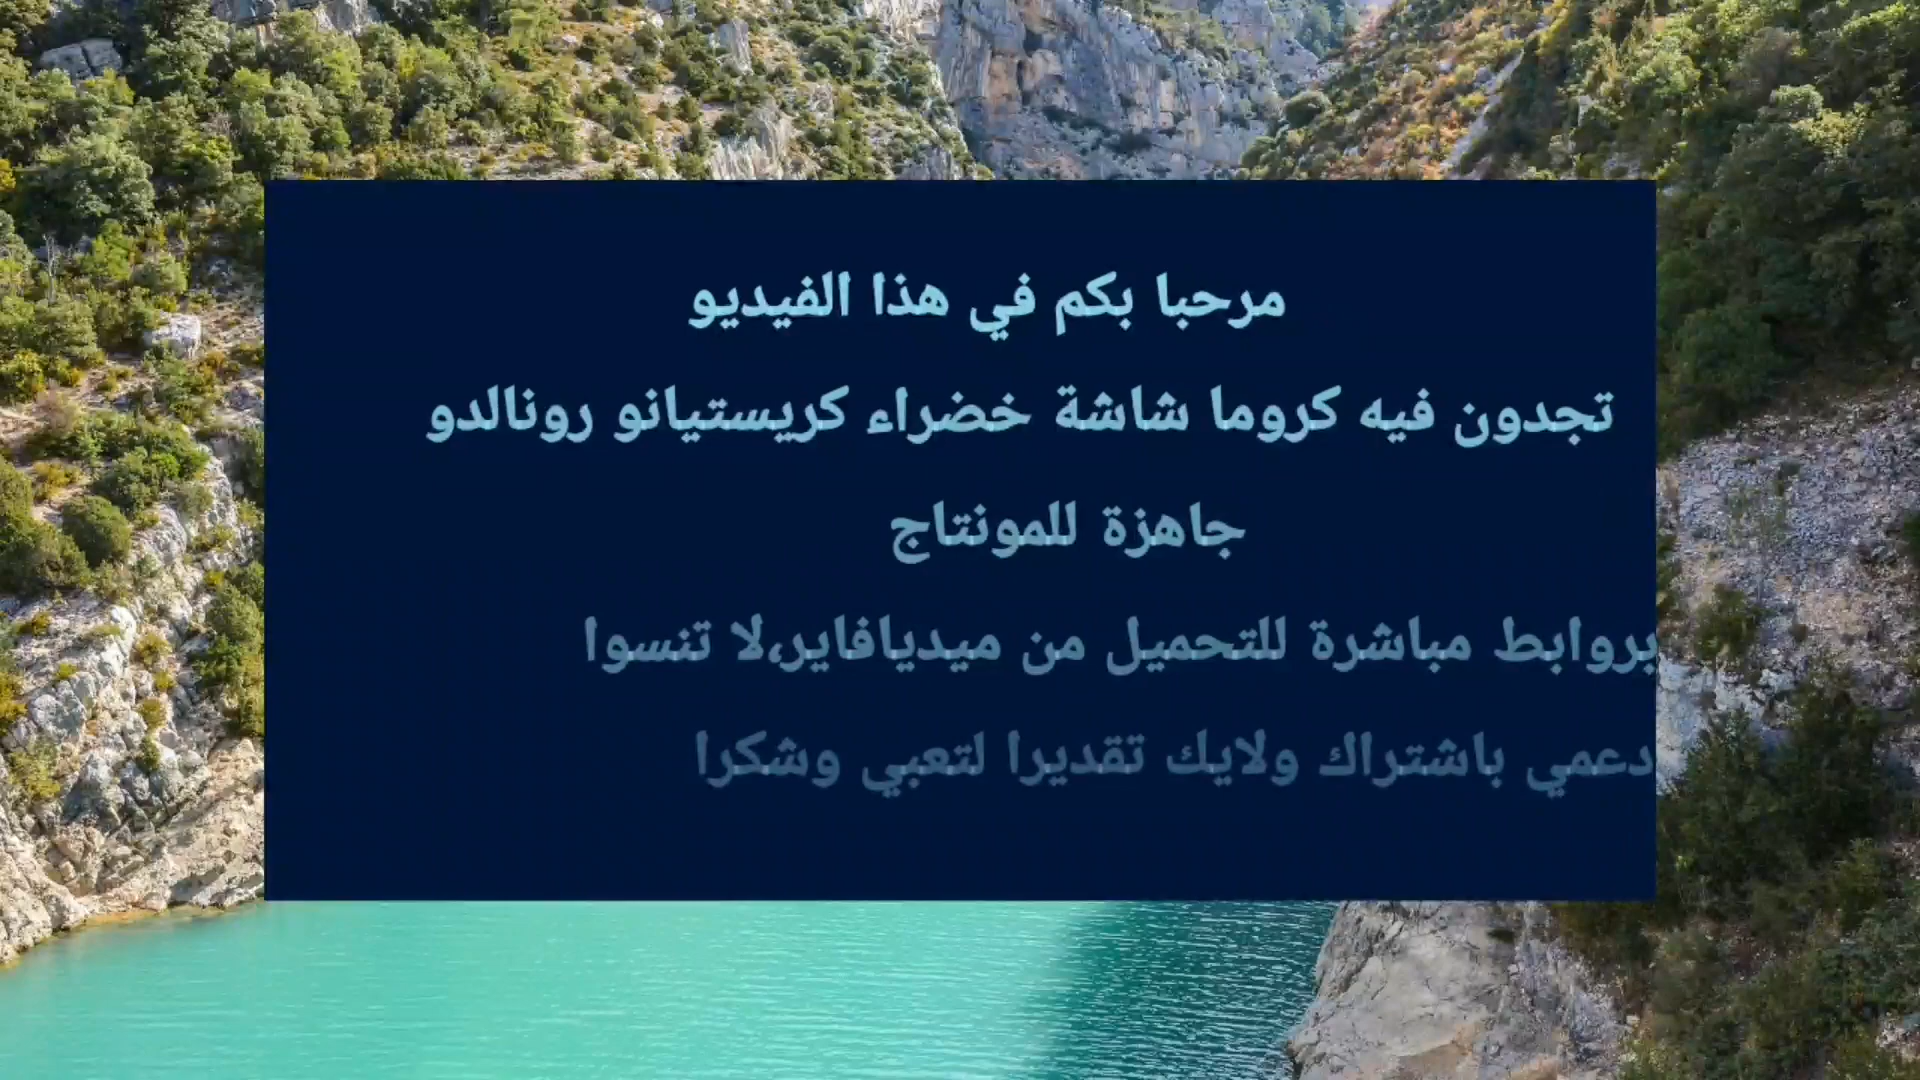 مرحبا بكم في هذا الفيديو
تجدون فيه كروما شاشة خضراء كريستيانو رونالدو
جاهزة للمونتاج
بروابط مباشرة للتحميل من ميديافاير،لا تنسوا
دعمي باشتراك ولايك تقديرا لتعبي وشكرا